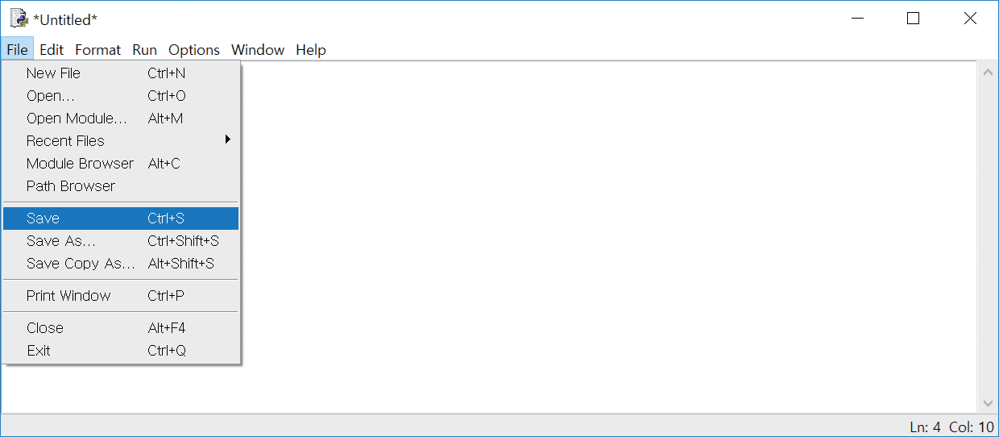 *Untitled*
File Edit Format Run Options Window Help
New File Ctrl+N
Open... Ctrl+O
Open Module... Alt+M
Recent Files
Module Browser Alt+C
Path Browser
Save Ctrl+S
Save As... Ctrl+Shift+S
Save Copy As... Alt+Shift+S
Print Window Ctrl+P
Close Alt+F4
Exit Ctrl+Q
Ln: 4 Col: 10